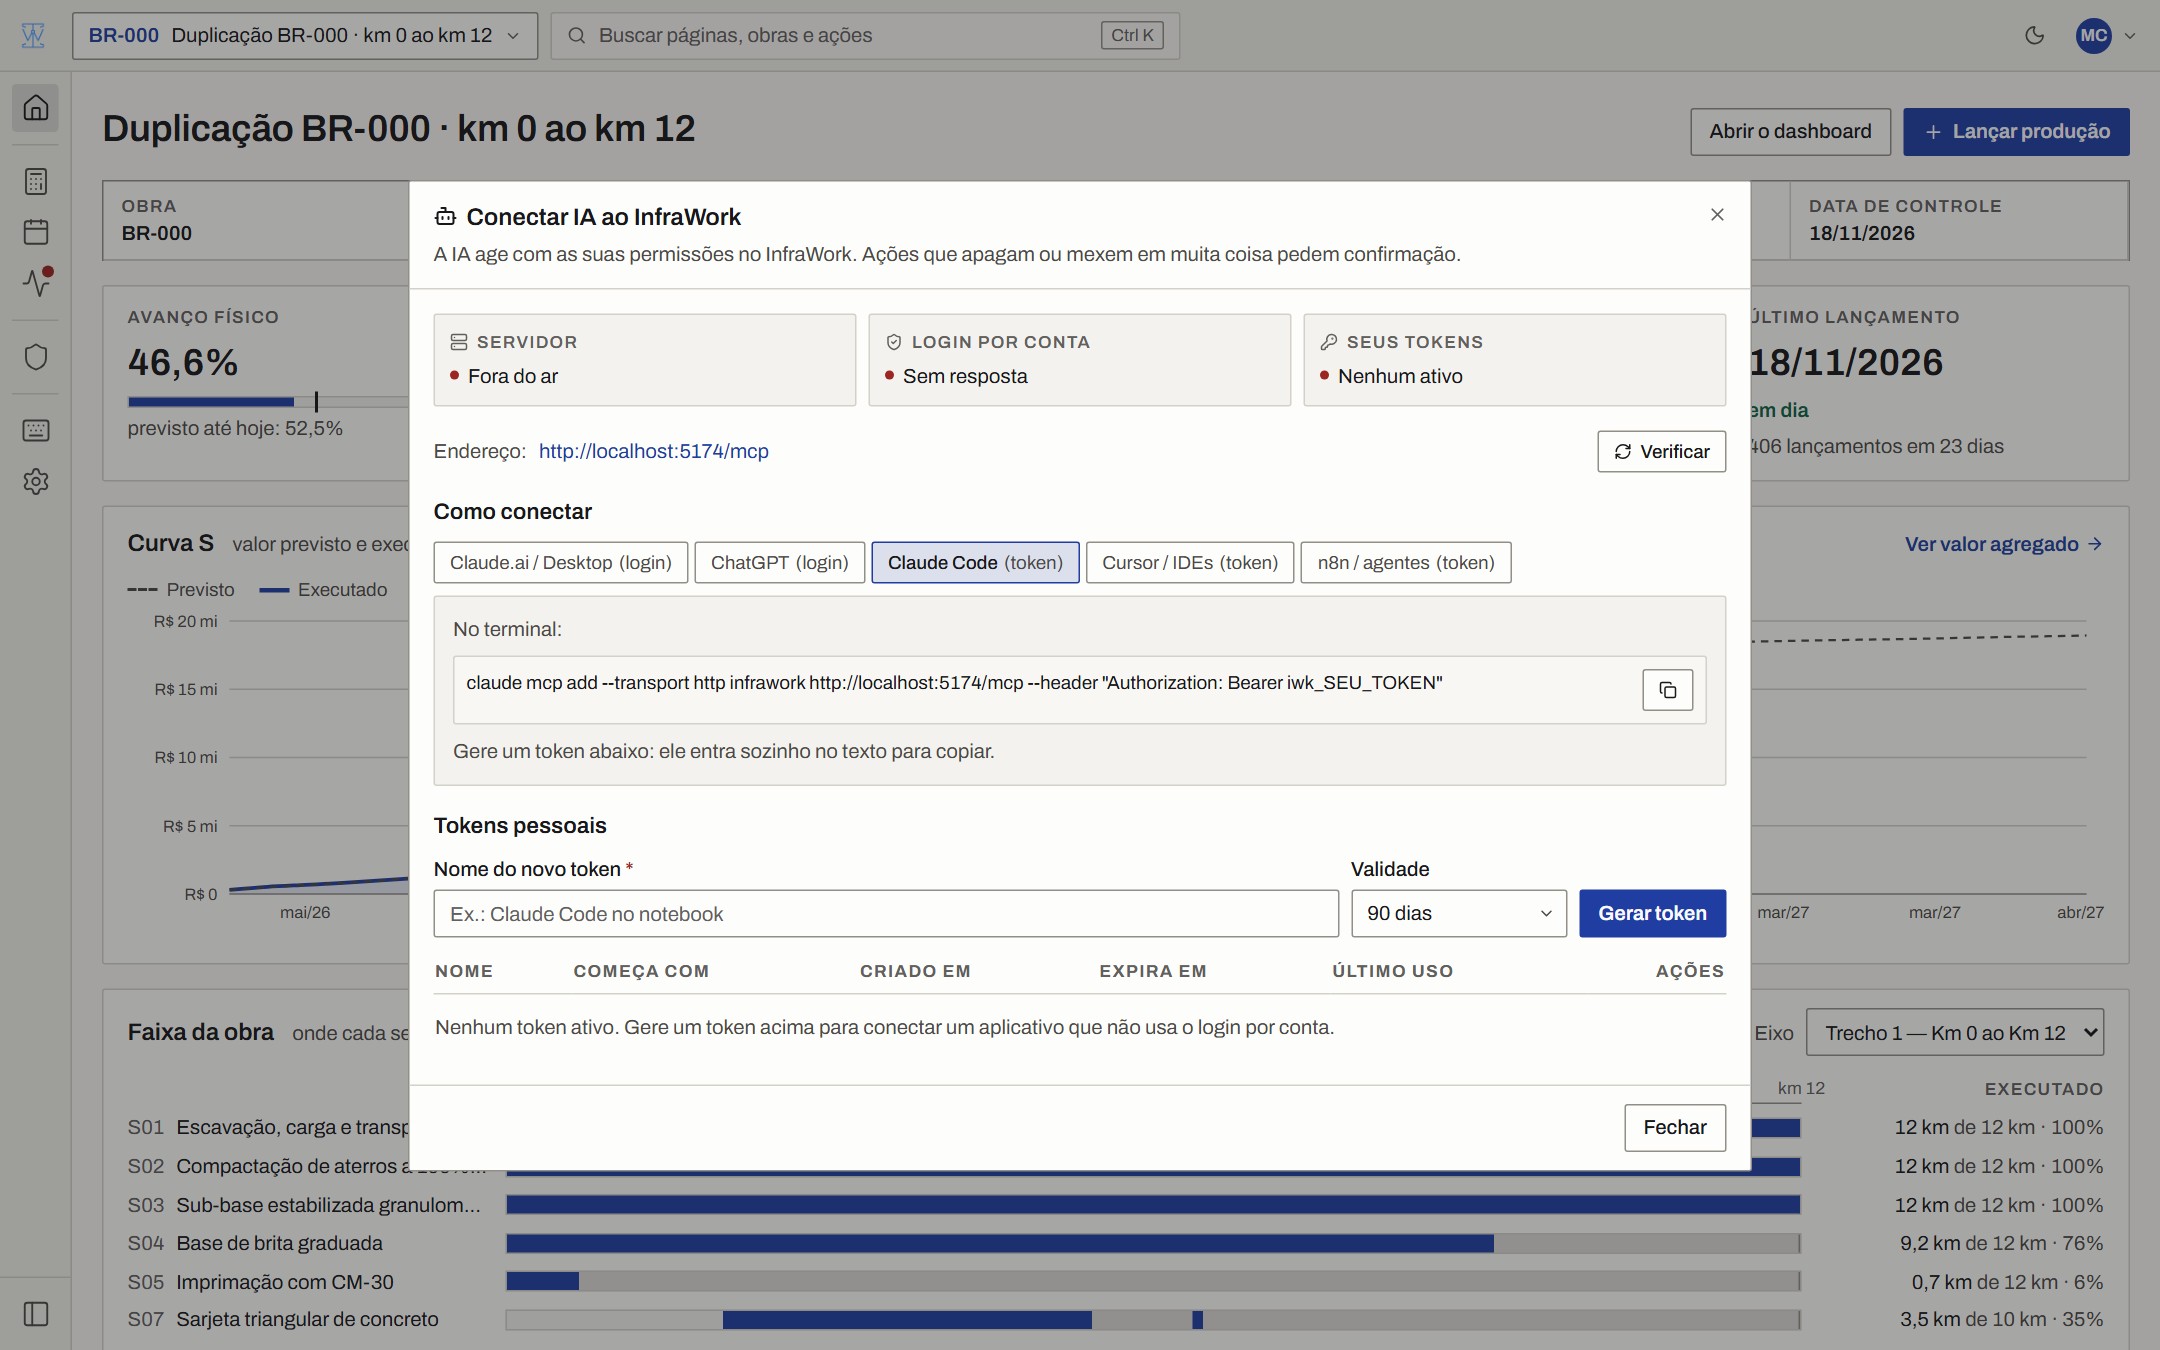 BR-000 Duplicação BR-000 · km 0 ao km 12
Buscar páginas, obras e ações
Ctrl K
MC
Duplicação BR-000 · km 0 ao km 12
Abrir o dashboard
+ Lançar produção
OBRA
BR-000
DATA DE CONTROLE
18/11/2026
AVANÇO FÍSICO
46,6%
previsto até hoje: 52,5%
ÚLTIMO LANÇAMENTO
18/11/2026
em dia
406 lançamentos em 23 dias
Conectar IA ao InfraWork
A IA age com as suas permissões no InfraWork. Ações que apagam ou mexem em muita coisa pedem confirmação.
SERVIDOR
Fora do ar
LOGIN POR CONTA
Sem resposta
SEUS TOKENS
Nenhum ativo
Endereço: http://localhost:5174/mcp
Verificar
Como conectar
Claude.ai / Desktop (login)
ChatGPT (login)
Claude Code (token)
Cursor / IDEs (token)
n8n / agentes (token)
No terminal:
claude mcp add --transport http infrawork http://localhost:5174/mcp --header "Authorization: Bearer iwk_SEU_TOKEN"
Gere um token abaixo: ele entra sozinho no texto para copiar.
Tokens pessoais
Nome do novo token *
Ex.: Claude Code no notebook
Validade
90 dias
Gerar token
NOME COMEÇA COM CRIADO EM EXPIRA EM ÚLTIMO USO AÇÕES
Nenhum token ativo. Gere um token acima para conectar um aplicativo que não usa o login por conta.
Fechar
Curva S valor previsto e exec
Ver valor agregado →
Previsto Executado
R$ 20 mi
R$ 15 mi
R$ 10 mi
R$ 5 mi
R$ 0
mai/26 mar/27 mar/27 abr/27
Faixa da obra onde cada se
Eixo Trecho 1 — Km 0 ao Km 12
km 12 EXECUTADO
S01 Escavação, carga e transp 12 km de 12 km · 100%
S02 Compactação de aterros a 12 km de 12 km · 100%
S03 Sub-base estabilizada granulom... 12 km de 12 km · 100%
S04 Base de brita graduada 9,2 km de 12 km · 76%
S05 Imprimação com CM-30 0,7 km de 12 km · 6%
S07 Sarjeta triangular de concreto 3,5 km de 10 km · 35%